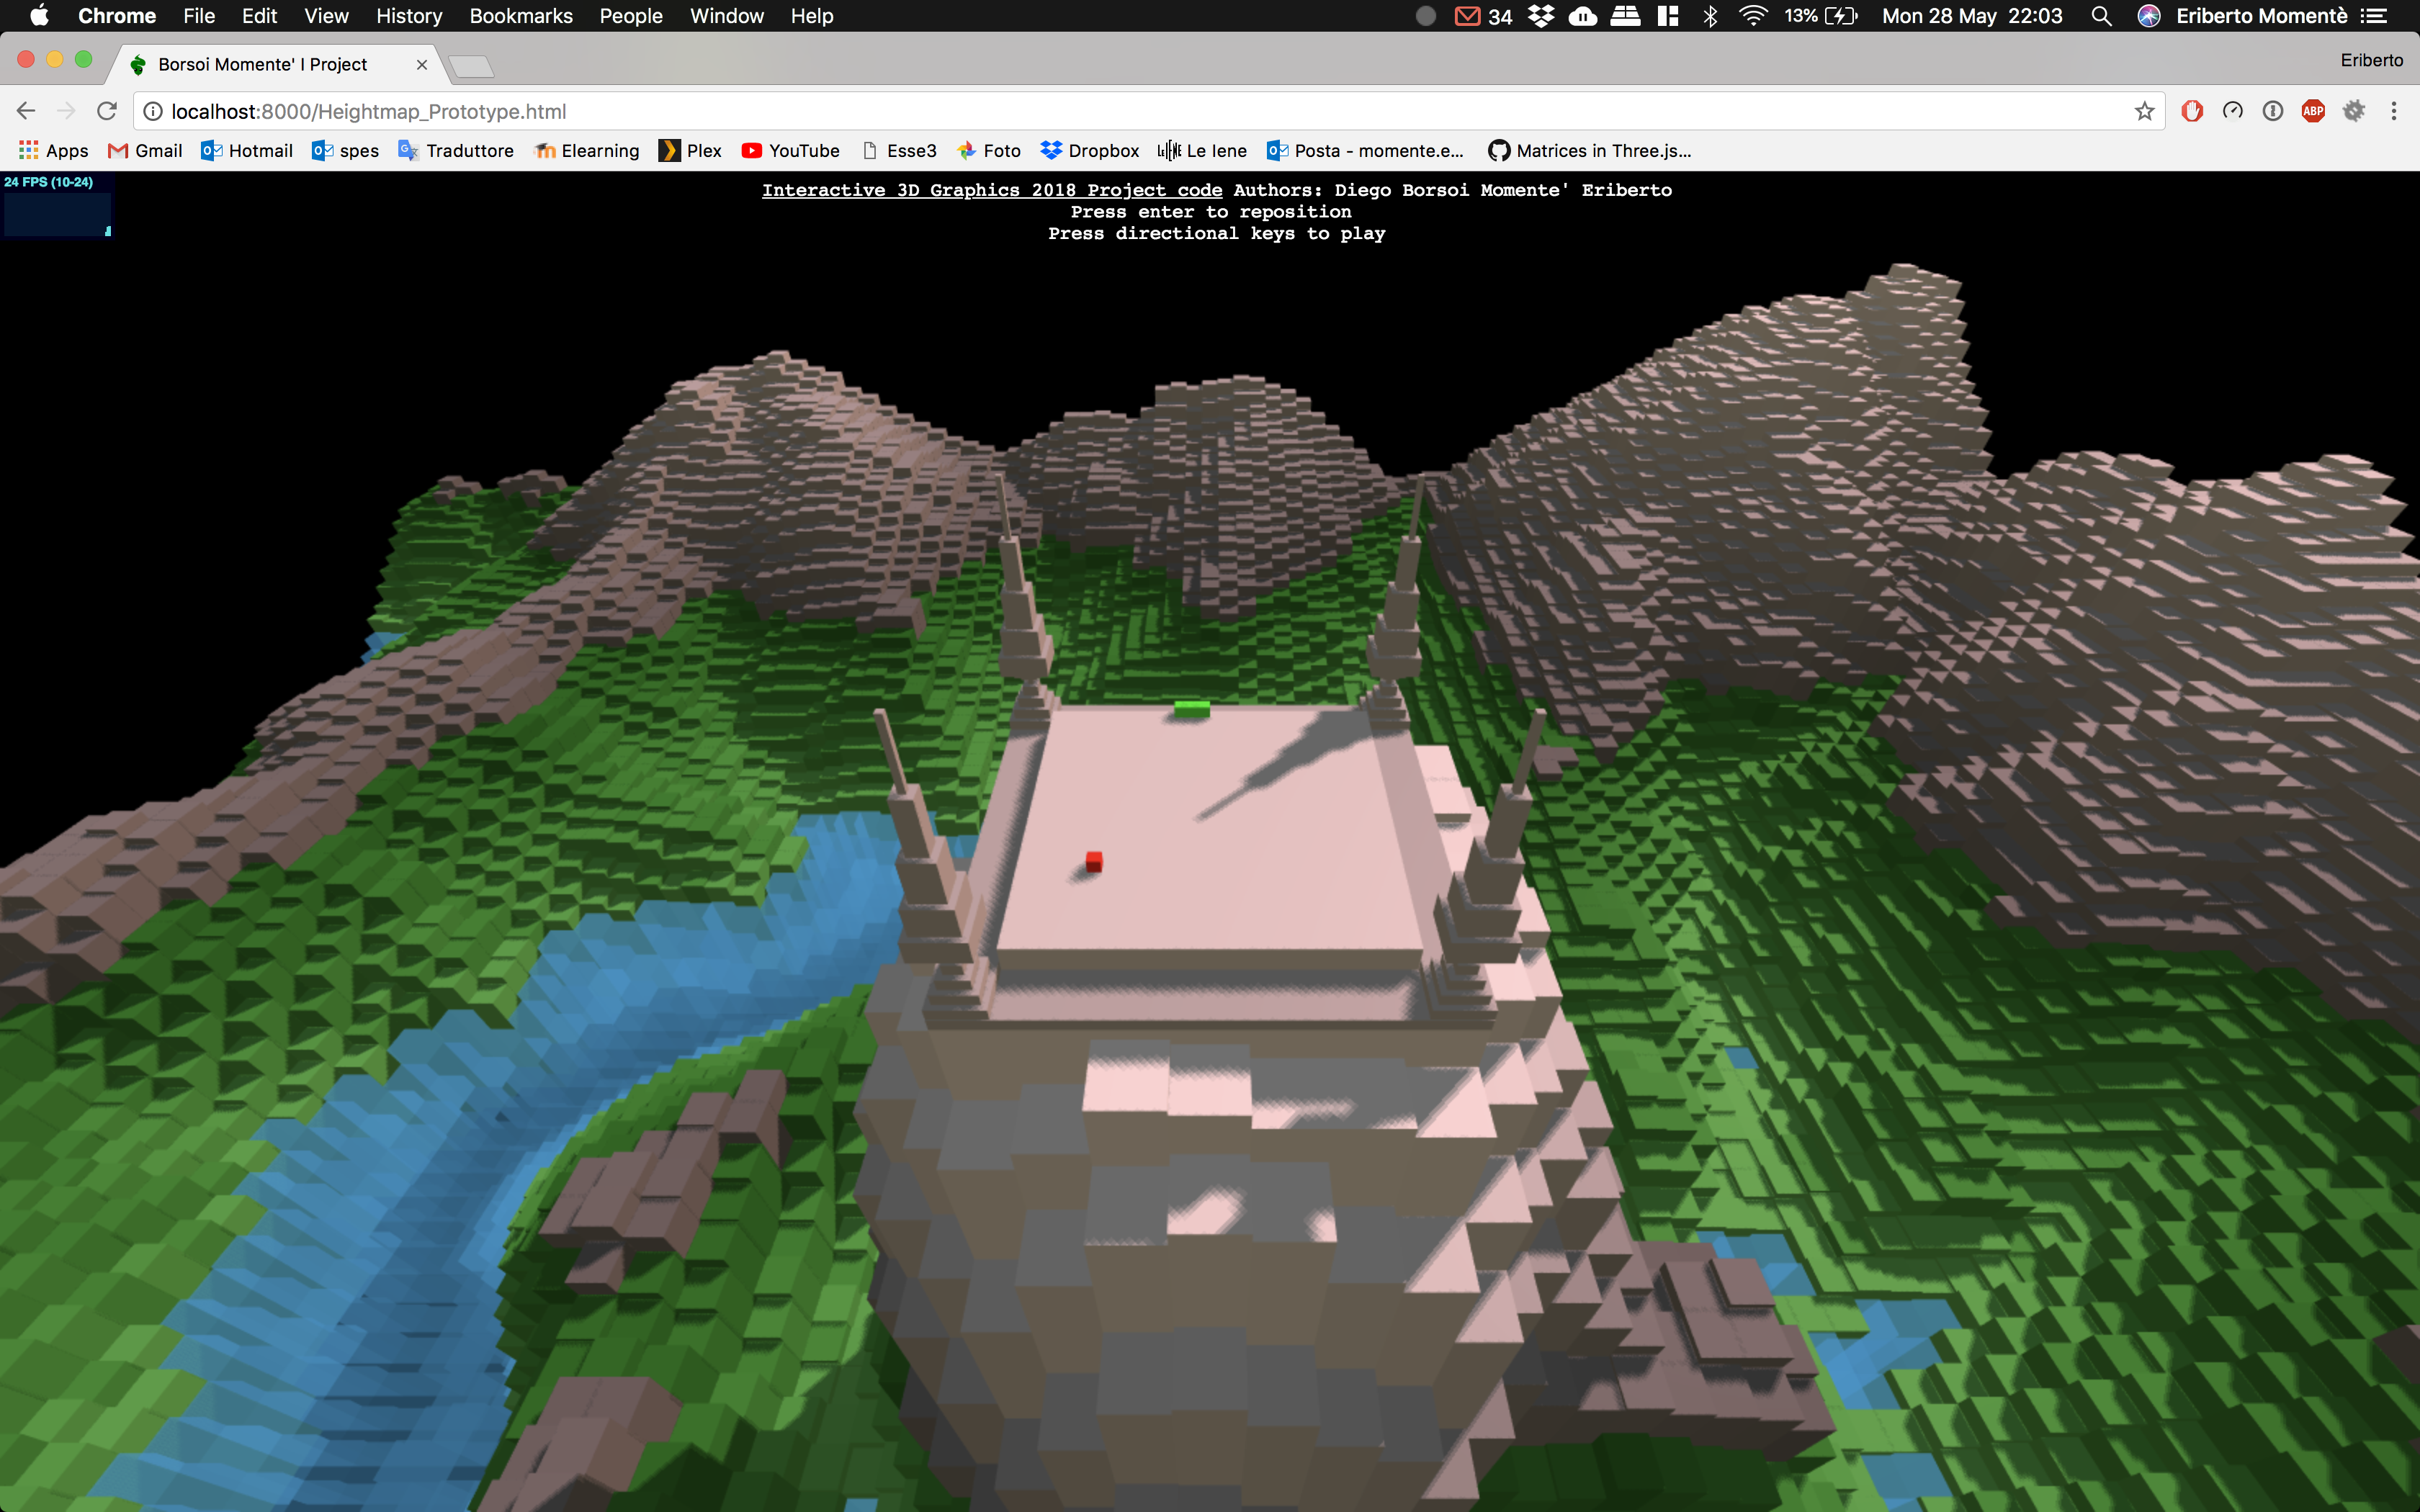 Chrome File Edit View History Bookmarks People Window Help 34 13% Mon 28 May 22:03 Eriberto Momentè
Borsoi Momente' I Project Eriberto
localhost:8000/Heightmap_Prototype.html ABP
Apps Gmail Hotmail spes Traduttore Elearning Plex YouTube Esse3 Foto Dropbox Le Iene Posta - momente.e... Matrices in Three.js...
24 FPS (10-24)
Interactive 3D Graphics 2018 Project code Authors: Diego Borsoi Momente' Eriberto
Press enter to reposition
Press directional keys to play